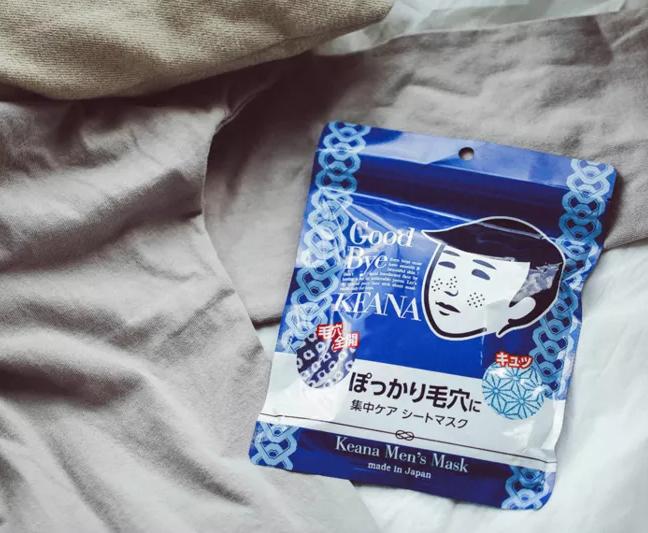 Good
Bye
KEANA
毛穴
全開
キュッ
ぽっかり毛穴に
集中ケア シートマスク
Keana Men's Mask
made in Japan